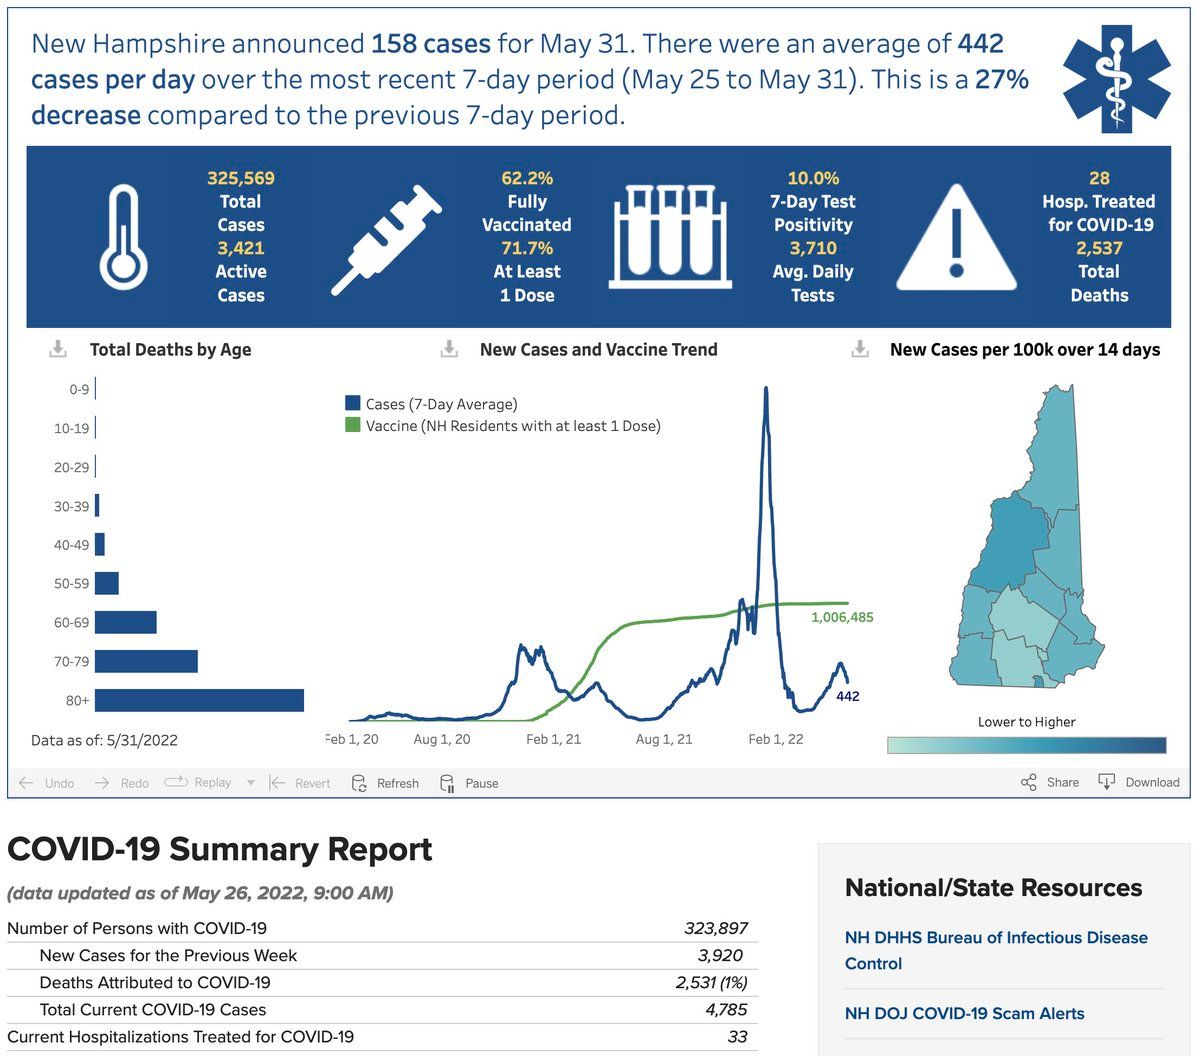 New Hampshire announced 158 cases for May 31. There were an average of 442
cases per day over the most recent 7-day period (May 25 to May 31). This is a 27%
decrease compared to the previous 7-day period.
325,569
Total
Cases
3,421
Active
Cases
62.2%
Fully
Vaccinated
71.7%
At Least
1 Dose
10.0%
7-Day Test
Positivity
3,710
Avg. Daily
Tests
28
Hosp. Treated
for COVID-19
2,537
Total
Deaths
Total Deaths by Age
0-9
10-19
20-29
30-39
40-49
50-59
60-69
70-79
80+
Data as of: 5/31/2022
New Cases and Vaccine Trend
Cases (7-Day Average)
Vaccine (NH Residents with at least 1 Dose)
1,006,485
442
Feb 1, 20 Aug 1, 20 Feb 1, 21 Aug 1, 21 Feb 1, 22
New Cases per 100k over 14 days
Lower to Higher
Undo Redo Replay Revert Refresh Pause Share Download
COVID-19 Summary Report
(data updated as of May 26, 2022, 9:00 AM)
Number of Persons with COVID-19 323,897
New Cases for the Previous Week 3,920
Deaths Attributed to COVID-19 2,531 (1%)
Total Current COVID-19 Cases 4,785
Current Hospitalizations Treated for COVID-19 33
National/State Resources
NH DHHS Bureau of Infectious Disease
Control
NH DOJ COVID-19 Scam Alerts